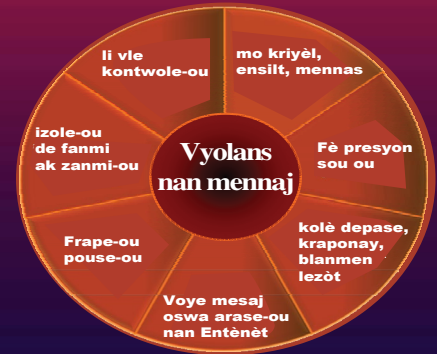 li vle
kontwole-ou
mo kriyèl,
ensilt, mennas
Fè presyon
sou ou
kolè depase,
kraponay,
blanmen
lezòt
Voye mesaj
oswa arase-ou
nan Entènèt
Frape-ou
pouse-ou
izole-ou
de fanmi
ak zanmi-ou
Vyolans
nan mennaj